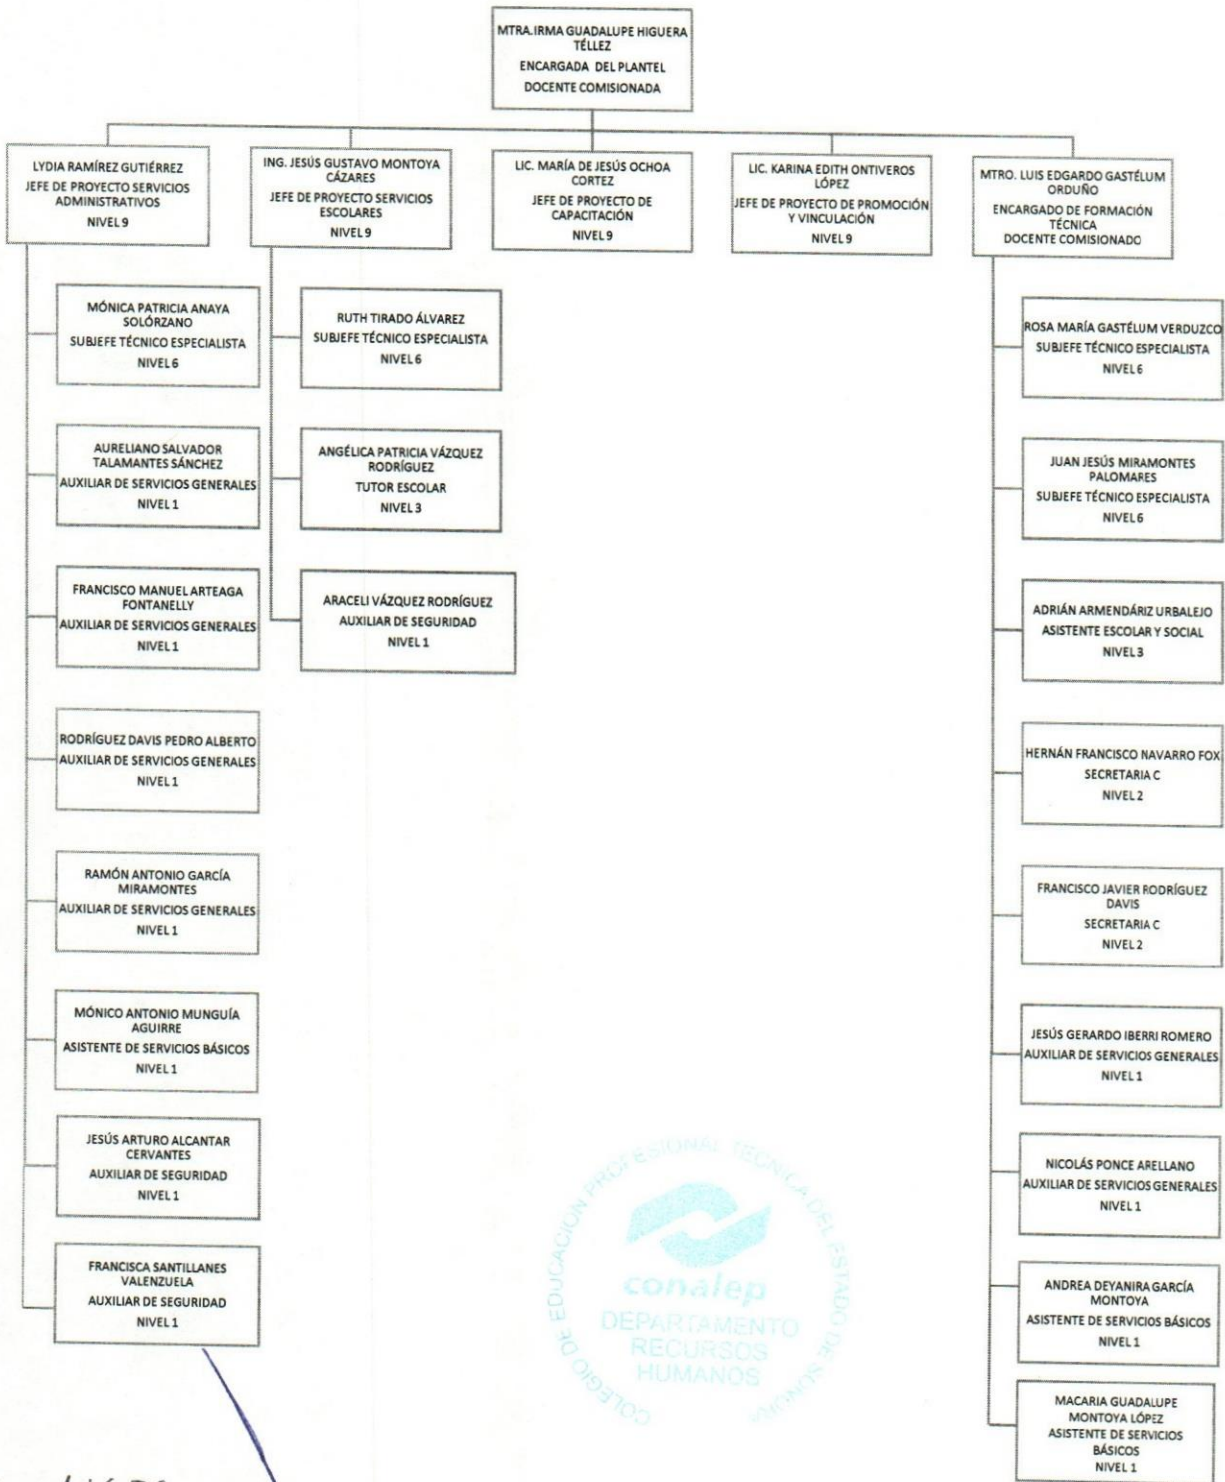 MTRA.IRMA GUADALUPE HIGUERA
TÉLLEZ
ENCARGADA DEL PLANTEL
DOCENTE COMISIONADA
LYDIA RAMÍREZ GUTIÉRREZ
JEFE DE PROYECTO SERVICIOS
ADMINISTRATIVOS
NIVEL 9
ING. JESÚS GUSTAVO MONTOYA
CÁZARES
JEFE DE PROYECTO SERVICIOS
ESCOLARES
NIVEL 9
LIC. MARÍA DE JESÚS OCHOA
CORTEZ
JEFE DE PROYECTO DE
CAPACITACIÓN
NIVEL 9
LIC. KARINA EDITH ONTIVEROS
LÓPEZ
JEFE DE PROYECTO DE PROMOCIÓN
Y VINCULACIÓN
NIVEL 9
MTRO. LUIS EDGARDO GASTÉLUM
ORDUÑO
ENCARGADO DE FORMACIÓN
TÉCNICA
DOCENTE COMISIONADO
MÓNICA PATRICIA ANAYA
SOLÓRZANO
SUBJEFE TÉCNICO ESPECIALISTA
NIVEL 6
AURELIANO SALVADOR
TALAMANTES SÁNCHEZ
AUXILIAR DE SERVICIOS GENERALES
NIVEL 1
FRANCISCO MANUEL ARTEAGA
FONTANELLY
AUXILIAR DE SERVICIOS GENERALES
NIVEL 1
RODRÍGUEZ DAVIS PEDRO ALBERTO
AUXILIAR DE SERVICIOS GENERALES
NIVEL 1
RAMÓN ANTONIO GARCÍA
MIRAMONTES
AUXILIAR DE SERVICIOS GENERALES
NIVEL 1
MÓNICO ANTONIO MUNGUÍA
AGUIRRE
ASISTENTE DE SERVICIOS BÁSICOS
NIVEL 1
JESÚS ARTURO ALCANTAR
CERVANTES
AUXILIAR DE SEGURIDAD
NIVEL 1
FRANCISCA SANTILLANES
VALENZUELA
AUXILIAR DE SEGURIDAD
NIVEL 1
RUTH TIRADO ÁLVAREZ
SUBJEFE TÉCNICO ESPECIALISTA
NIVEL 6
ANGÉLICA PATRICIA VÁZQUEZ
RODRÍGUEZ
TUTOR ESCOLAR
NIVEL 3
ARACELI VÁZQUEZ RODRÍGUEZ
AUXILIAR DE SEGURIDAD
NIVEL 1
ROSA MARÍA GASTÉLUM VERDUZCO
SUBJEFE TÉCNICO ESPECIALISTA
NIVEL 6
JUAN JESÚS MIRAMONTES
PALOMARES
SUBJEFE TÉCNICO ESPECIALISTA
NIVEL 6
ADRIÁN ARMENDÁRIZ URBALEJO
ASISTENTE ESCOLAR Y SOCIAL
NIVEL 3
HERNÁN FRANCISCO NAVARRO FOX
SECRETARIA C
NIVEL 2
FRANCISCO JAVIER RODRÍGUEZ
DAVIS
SECRETARIA C
NIVEL 2
JESÚS GERARDO IBERRI ROMERO
AUXILIAR DE SERVICIOS GENERALES
NIVEL 1
NICOLÁS PONCE ARELLANO
AUXILIAR DE SERVICIOS GENERALES
NIVEL 1
ANDREA DEYANIRA GARCÍA
MONTOYA
ASISTENTE DE SERVICIOS BÁSICOS
NIVEL 1
MACARIA GUADALUPE
MONTOYA LÓPEZ
ASISTENTE DE SERVICIOS
BÁSICOS
NIVEL 1
COLEGIO DE EDUCACION PROFESIONAL TECNICA DEL ESTADO DE SONORA
conalep
DEPARTAMENTO
RECURSOS
HUMANOS